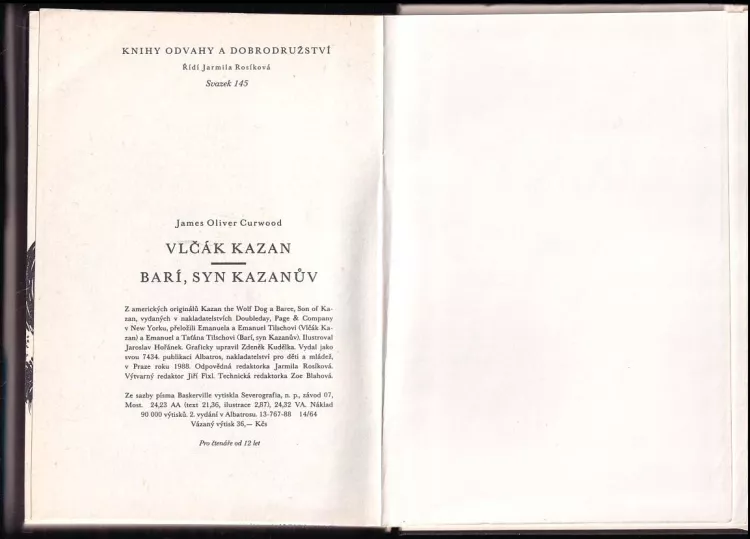 KNIHY ODVAHY A DOBRODRUŽSTVÍ
Řídí Jarmila Rosíková
Svazek 145
James Oliver Curwood
VLČÁK KAZAN
BARÍ, SYN KAZANŮV
Z amerických originálů Kazan the Wolf Dog a Baree, Son of Ka-
zan, vydaných v nakladatelstvích Doubleday, Page & Company
v New Yorku, přeložili Emanuela a Emanuel Tilschovi (Vlčák Ka-
zan) a Emanuel a Taťána Tilschovi (Barí, syn Kazanův). Ilustroval
Jaroslav Hořánek. Graficky upravil Zdeněk Kudělka. Vydal jako
svou 7434. publikaci Albatros, nakladatelství pro děti a mládež,
v Praze roku 1988. Odpovědná redaktorka Jarmila Rosíková.
Výtvarný redaktor Jiří Fixl. Technická redaktorka Zoe Blahová.
Ze sazby písma Baskerville vytiskla Severografia, n. p., závod 07,
Most. 24,23 AA (text 21,36, ilustrace 2,87), 24,32 VA. Náklad
90 000 výtisků. 2. vydání v Albatrosu. 13-767-88 14/64
Vázaný výtisk 36,— Kčs
Pro čtenáře od 12 let